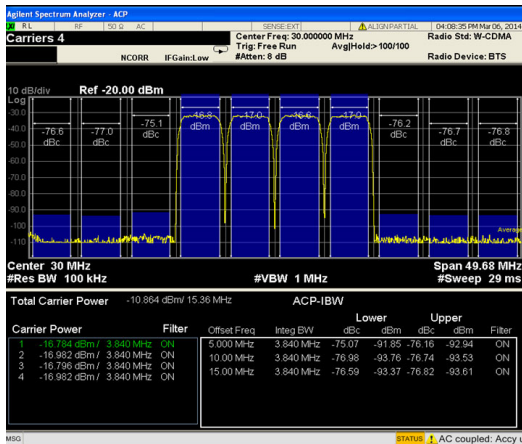 Agilent Spectrum Analyzer - ACP
RL RF 50 Ω AC SENSE:EXT ALIGN PARTIAL 04:08:35 PM Mar 06, 2014
Carriers 4 Center Freq: 30.000000 MHz Radio Std: W-CDMA
Trig: Free Run Avg|Hold:> 100/100
NCORR IFGain:Low #Atten: 8 dB Radio Device: BTS
10 dB/div Ref -20.00 dBm
Log
-30.0
-40.0
-50.0
-60.0
-70.0
-80.0
-90.0
-100
-110
-76.6 dBc
-77.0 dBc
-75.1 dBc
-16.8 dBm
-17.0 dBm
-16.8 dBm
-17.0 dBm
-76.2 dBc
-76.7 dBc
-76.8 dBc
Average
Center 30 MHz Span 49.68 MHz
#Res BW 100 kHz #VBW 1 MHz #Sweep 29 ms
Total Carrier Power -10.864 dBm/ 15.36 MHz ACP-IBW
Lower Upper
Carrier Power Filter Offset Freq Integ BW dBc dBm dBc dBm Filter
1 -16.784 dBm / 3.840 MHz ON 5.000 MHz 3.840 MHz -75.07 -91.85 -76.16 -92.94 ON
2 -16.982 dBm / 3.840 MHz ON 10.00 MHz 3.840 MHz -76.98 -93.76 -76.74 -93.53 ON
3 -16.796 dBm / 3.840 MHz ON 15.00 MHz 3.840 MHz -76.59 -93.37 -76.82 -93.61 ON
4 -16.982 dBm / 3.840 MHz ON
MSG STATUS AC coupled: Accy